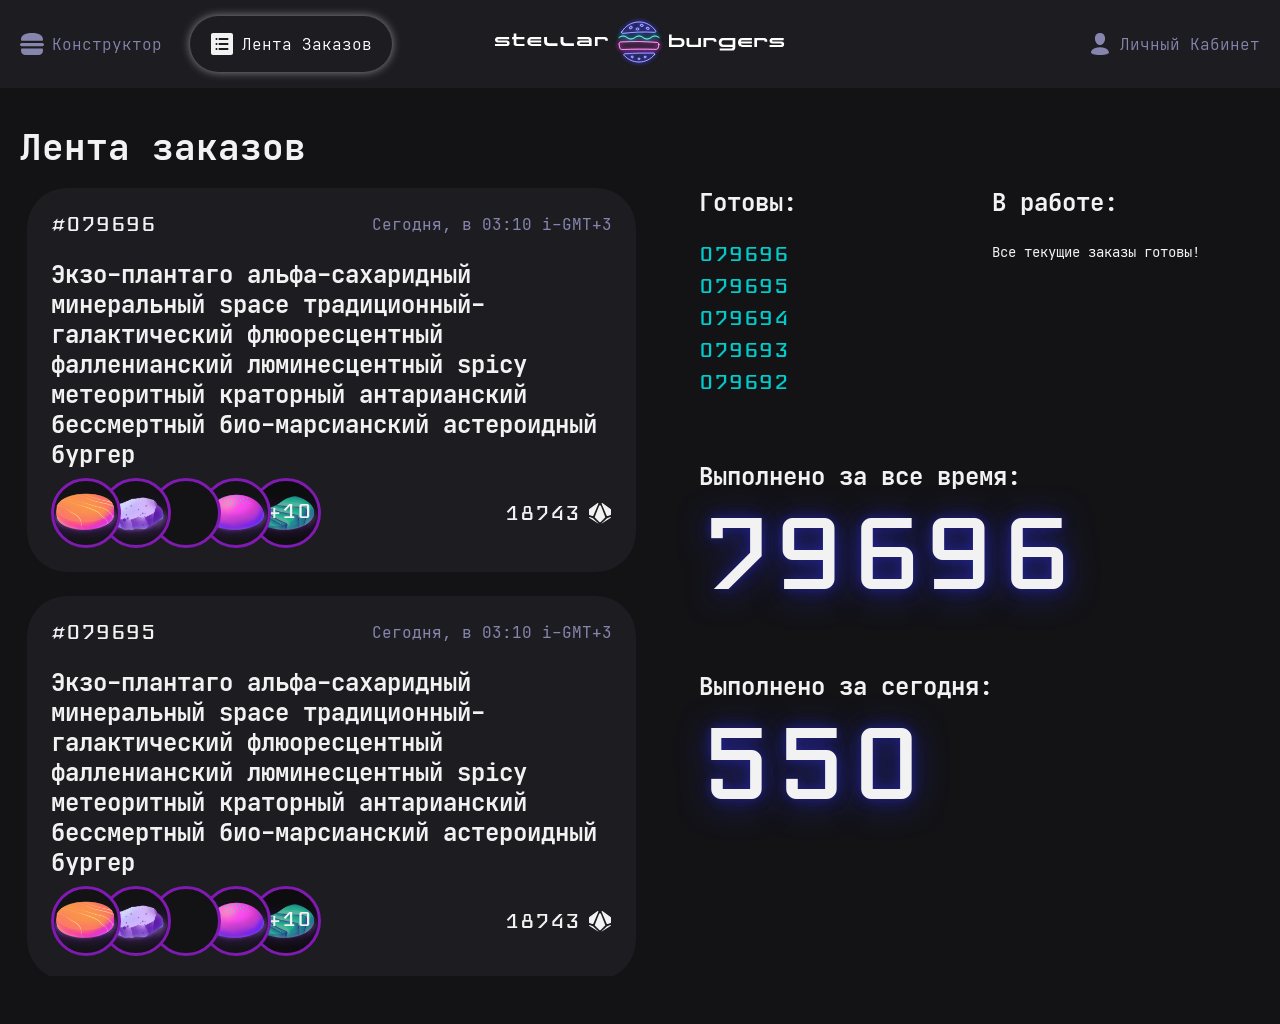 Конструктор
Лента Заказов
stellar burgers
Личный Кабинет
Лента заказов
#079696
Сегодня, в 03:10 i-GMT+3
Экзо-плантаго альфа-сахаридный
минеральный space традиционный-
галактический флюоресцентный
фалленианский люминесцентный spicy
метеоритный краторный антарианский
бессмертный био-марсианский астероидный
бургер
+10
18743
#079695
Сегодня, в 03:10 i-GMT+3
Экзо-плантаго альфа-сахаридный
минеральный space традиционный-
галактический флюоресцентный
фалленианский люминесцентный spicy
метеоритный краторный антарианский
бессмертный био-марсианский астероидный
бургер
+10
18743
Готовы:
079696
079695
079694
079693
079692
В работе:
Все текущие заказы готовы!
Выполнено за все время:
79696
Выполнено за сегодня:
550